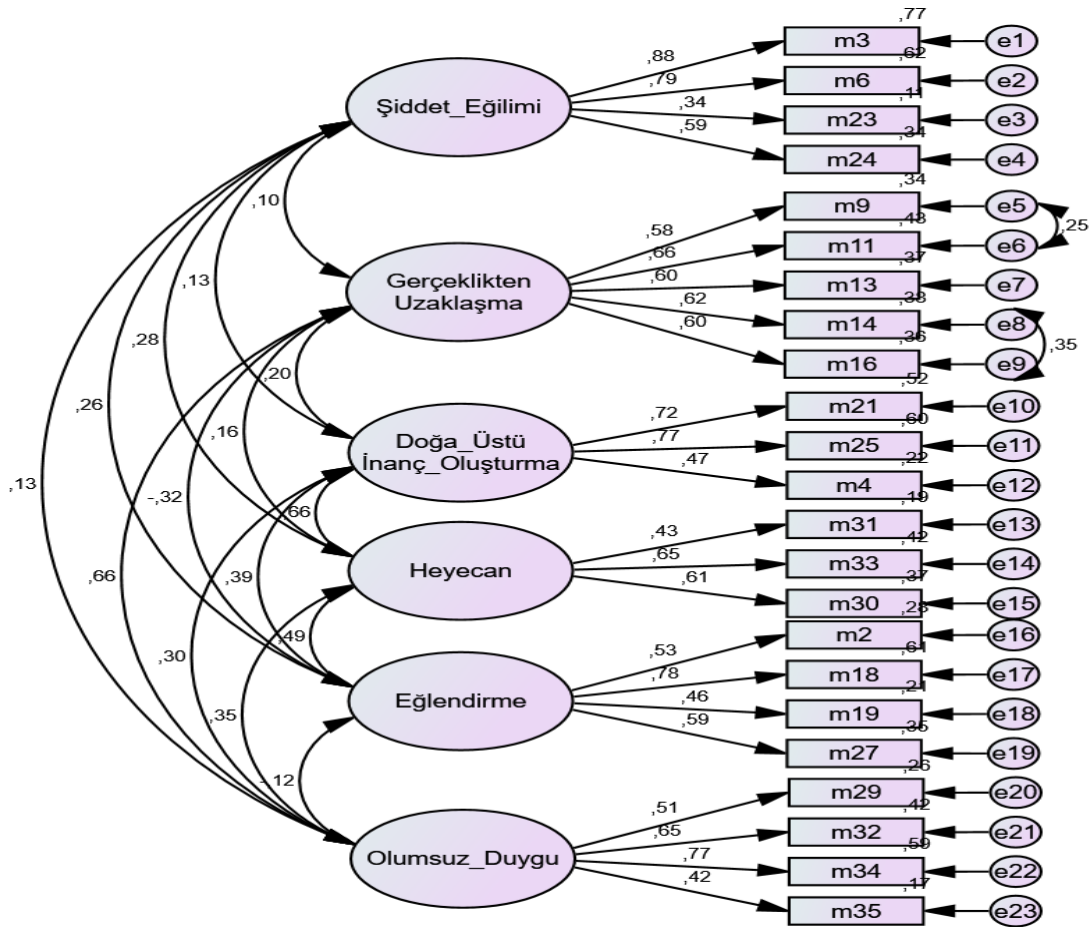 ,77
m3
e1
,88
,62
m6
e2
,79
,11
m23
e3
,34
,34
m24
e4
,59
Şiddet_Eğilimi
,34
m9
e5
,58
,43
m11
e6
,25
,66
,37
m13
e7
,60
,38
m14
e8
,62
,36
m16
e9
,35
,60
Gerçeklikten
Uzaklaşma
,52
m21
e10
,72
,60
m25
e11
,77
,22
m4
e12
,47
Doğa_Üstü
İnanç_Oluşturma
,19
m31
e13
,43
,42
m33
e14
,65
,37
m30
e15
,61
Heyecan
,28
m2
e16
,53
,61
m18
e17
,78
,21
m19
e18
,46
,35
m27
e19
,59
Eğlendirme
,26
m29
e20
,51
,42
m32
e21
,65
,59
m34
e22
,77
,17
m35
e23
,42
Olumsuz_Duygu
,10
,13
,28
,26
,13
,20
,16
-,32
,66
,66
,39
,30
,49
,35
-,12